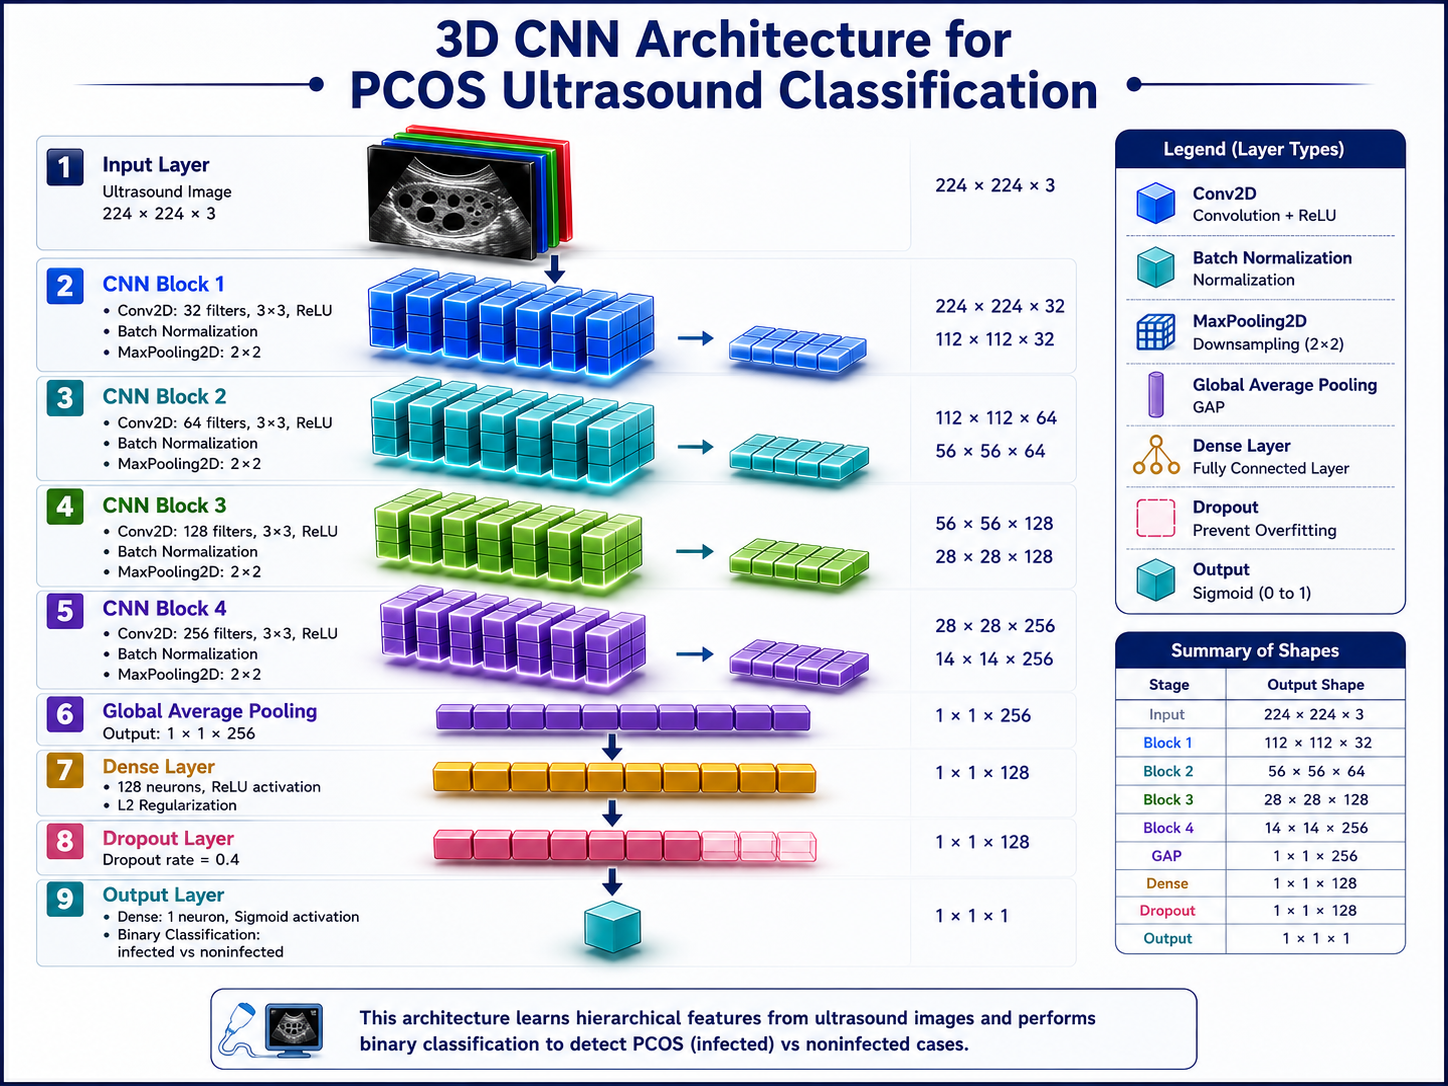 3D CNN Architecture for
PCOS Ultrasound Classification
1
Input Layer
Ultrasound Image
224 × 224 × 3
224 × 224 × 3
2
CNN Block 1
• Conv2D: 32 filters, 3×3, ReLU
• Batch Normalization
• MaxPooling2D: 2×2
224 × 224 × 32
112 × 112 × 32
3
CNN Block 2
• Conv2D: 64 filters, 3×3, ReLU
• Batch Normalization
• MaxPooling2D: 2×2
112 × 112 × 64
56 × 56 × 64
4
CNN Block 3
• Conv2D: 128 filters, 3×3, ReLU
• Batch Normalization
• MaxPooling2D: 2×2
56 × 56 × 128
28 × 28 × 128
5
CNN Block 4
• Conv2D: 256 filters, 3×3, ReLU
• Batch Normalization
• MaxPooling2D: 2×2
28 × 28 × 256
14 × 14 × 256
6
Global Average Pooling
Output: 1 × 1 × 256
1 × 1 × 256
7
Dense Layer
• 128 neurons, ReLU activation
• L2 Regularization
1 × 1 × 128
8
Dropout Layer
Dropout rate = 0.4
1 × 1 × 128
9
Output Layer
• Dense: 1 neuron, Sigmoid activation
• Binary Classification:
infected vs noninfected
1 × 1 × 1
Legend (Layer Types)
Conv2D
Convolution + ReLU
Batch Normalization
Normalization
MaxPooling2D
Downsampling (2×2)
Global Average Pooling
GAP
Dense Layer
Fully Connected Layer
Dropout
Prevent Overfitting
Output
Sigmoid (0 to 1)
Summary of Shapes
Stage Output Shape
Input 224 × 224 × 3
Block 1 112 × 112 × 32
Block 2 56 × 56 × 64
Block 3 28 × 28 × 128
Block 4 14 × 14 × 256
GAP 1 × 1 × 256
Dense 1 × 1 × 128
Dropout 1 × 1 × 128
Output 1 × 1 × 1
This architecture learns hierarchical features from ultrasound images and performs
binary classification to detect PCOS (infected) vs noninfected cases.